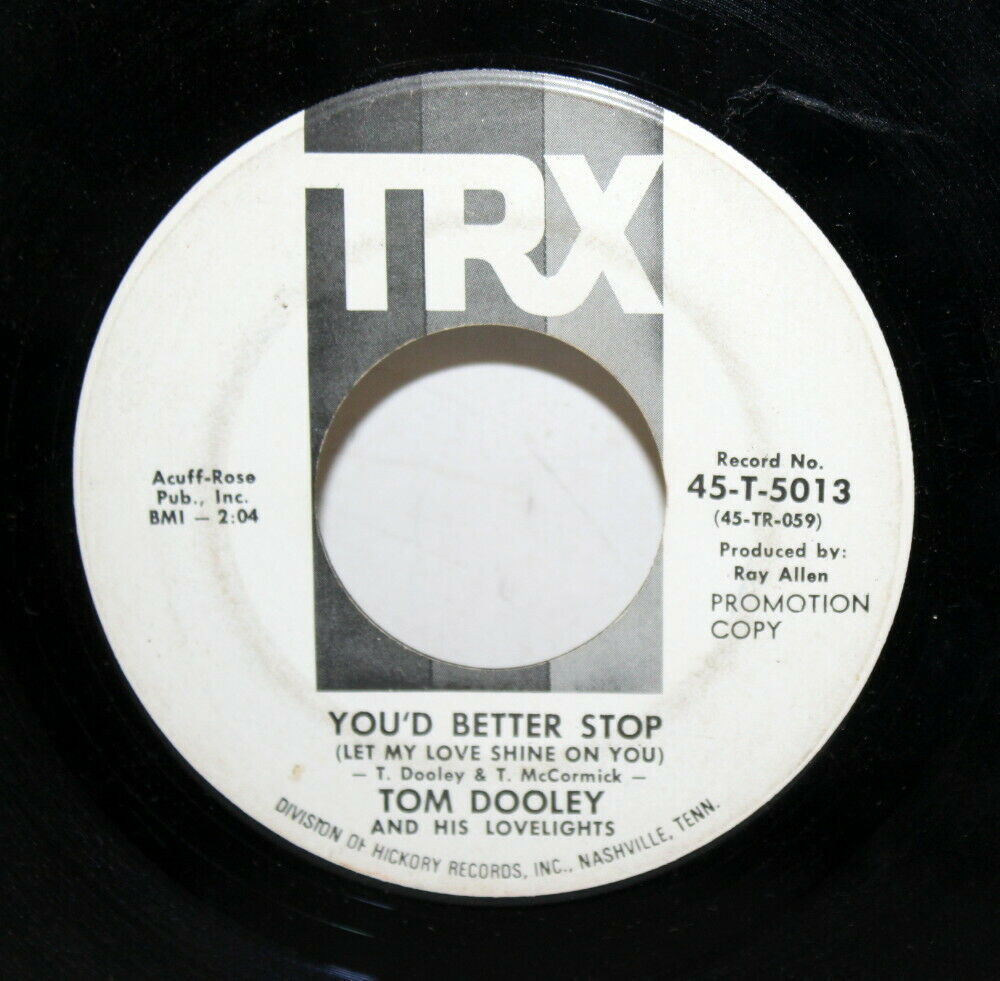 TRX
Acuff-Rose
Pub., Inc.
BMI — 2:04
Record No.
45-T-5013
(45-TR-059)
Produced by:
Ray Allen
PROMOTION
COPY
YOU'D BETTER STOP
(LET MY LOVE SHINE ON YOU)
— T. Dooley & T. McCormick —
TOM DOOLEY
AND HIS LOVELIGHTS
DIVISION OF HICKORY RECORDS, INC., NASHVILLE, TENN.